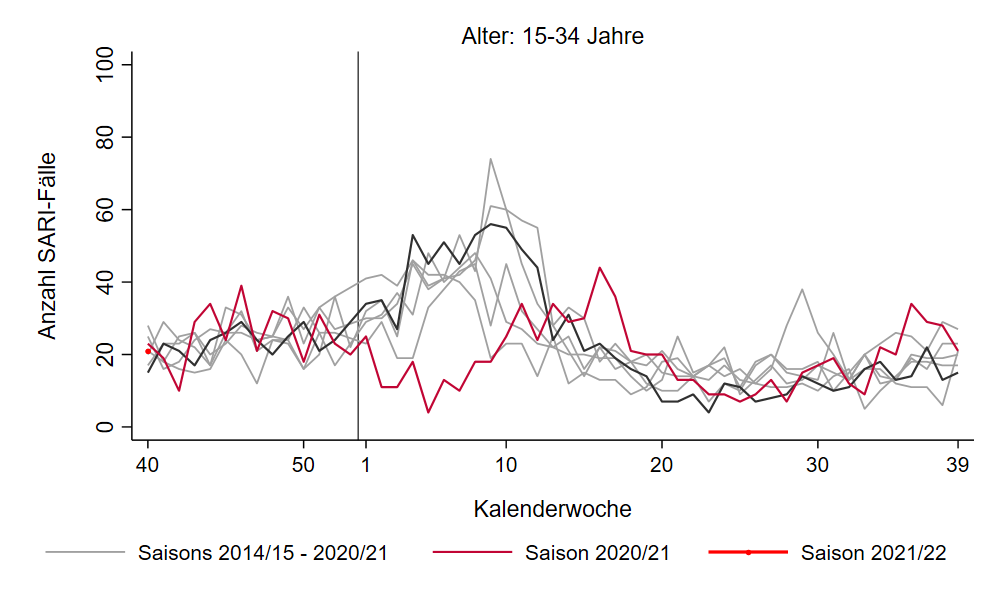 Alter: 15-34 Jahre
100
80
60
40
20
0
Anzahl SARI-Fälle
40 50 1 10 20 30 39
Kalenderwoche
Saisons 2014/15 - 2020/21 Saison 2020/21 Saison 2021/22